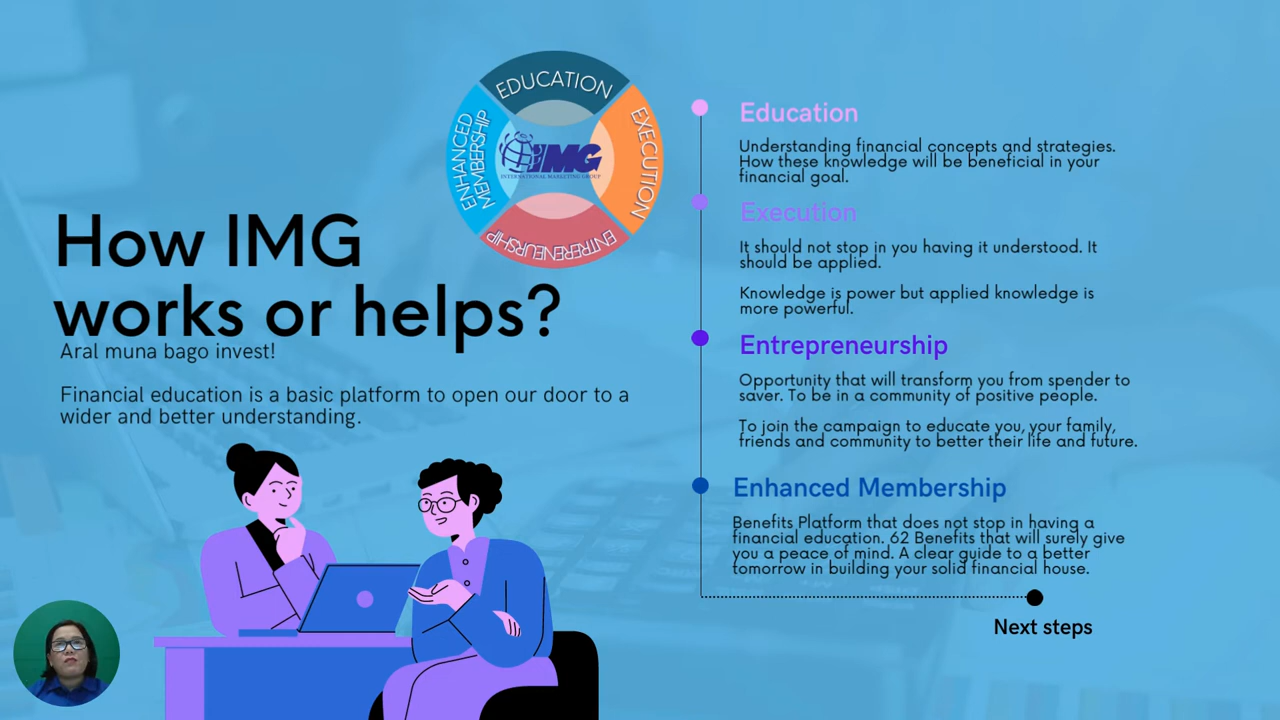 EDUCATION
EXECUTION
ENTREPRENEURSHIP
ENHANCED
MEMBERSHIP
IMG
INTERNATIONAL MARKETING GROUP
How IMG
works or helps?
Aral muna bago invest!
Financial education is a basic platform to open our door to a
wider and better understanding.
Education
Understanding financial concepts and strategies.
How these knowledge will be beneficial in your
financial goal.
Execution
It should not stop in you having it understood. It
should be applied.
Knowledge is power but applied knowledge is
more powerful.
Entrepreneurship
Opportunity that will transform you from spender to
saver. To be in a community of positive people.
To join the campaign to educate you, your family,
friends and community to better their life and future.
Enhanced Membership
Benefits Platform that does not stop in having a
financial education. 62 Benefits that will surely give
you a peace of mind. A clear guide to a better
tomorrow in building your solid financial house.
Next steps